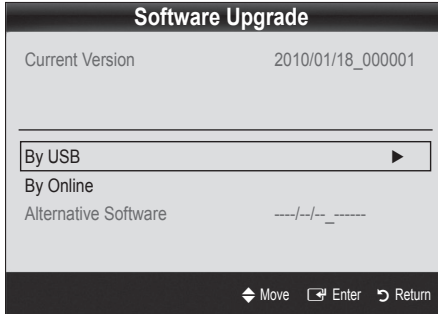 Software Upgrade
Current Version 2010/01/18_000001
By USB ▶
By Online
Alternative Software ----/--/--_------
Move Enter Return